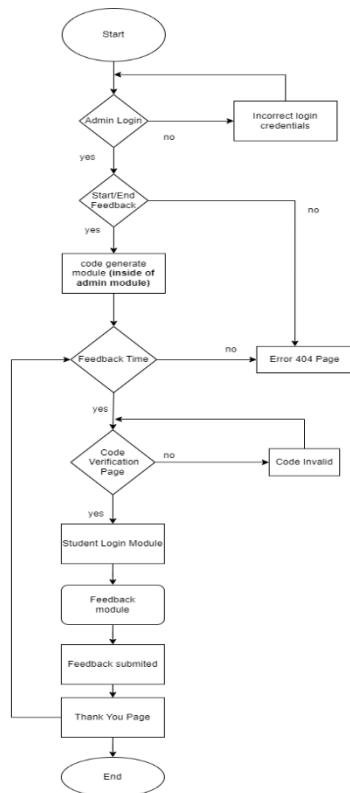 Start
Admin Login
no
Incorrect login
credentials
yes
Start/End
Feedback
no
yes
code generate
module (inside of
admin module)
Feedback Time
no
Error 404 Page
yes
Code
Verification
Page
no
Code Invalid
yes
Student Login Module
Feedback
module
Feedback submited
Thank You Page
End